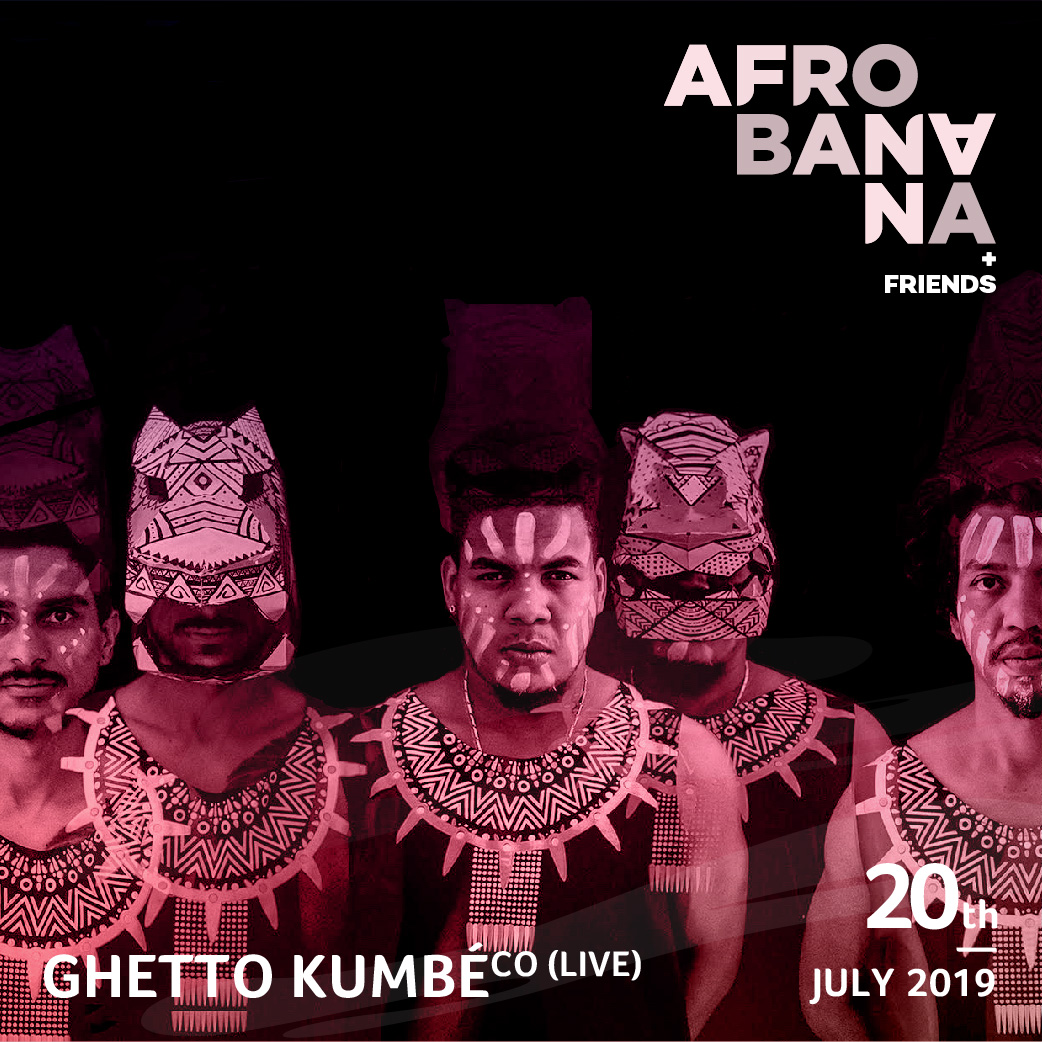 AFRO
BANA
NA
+
FRIENDS
GHETTO KUMBÉ CO (LIVE)
20th
JULY 2019